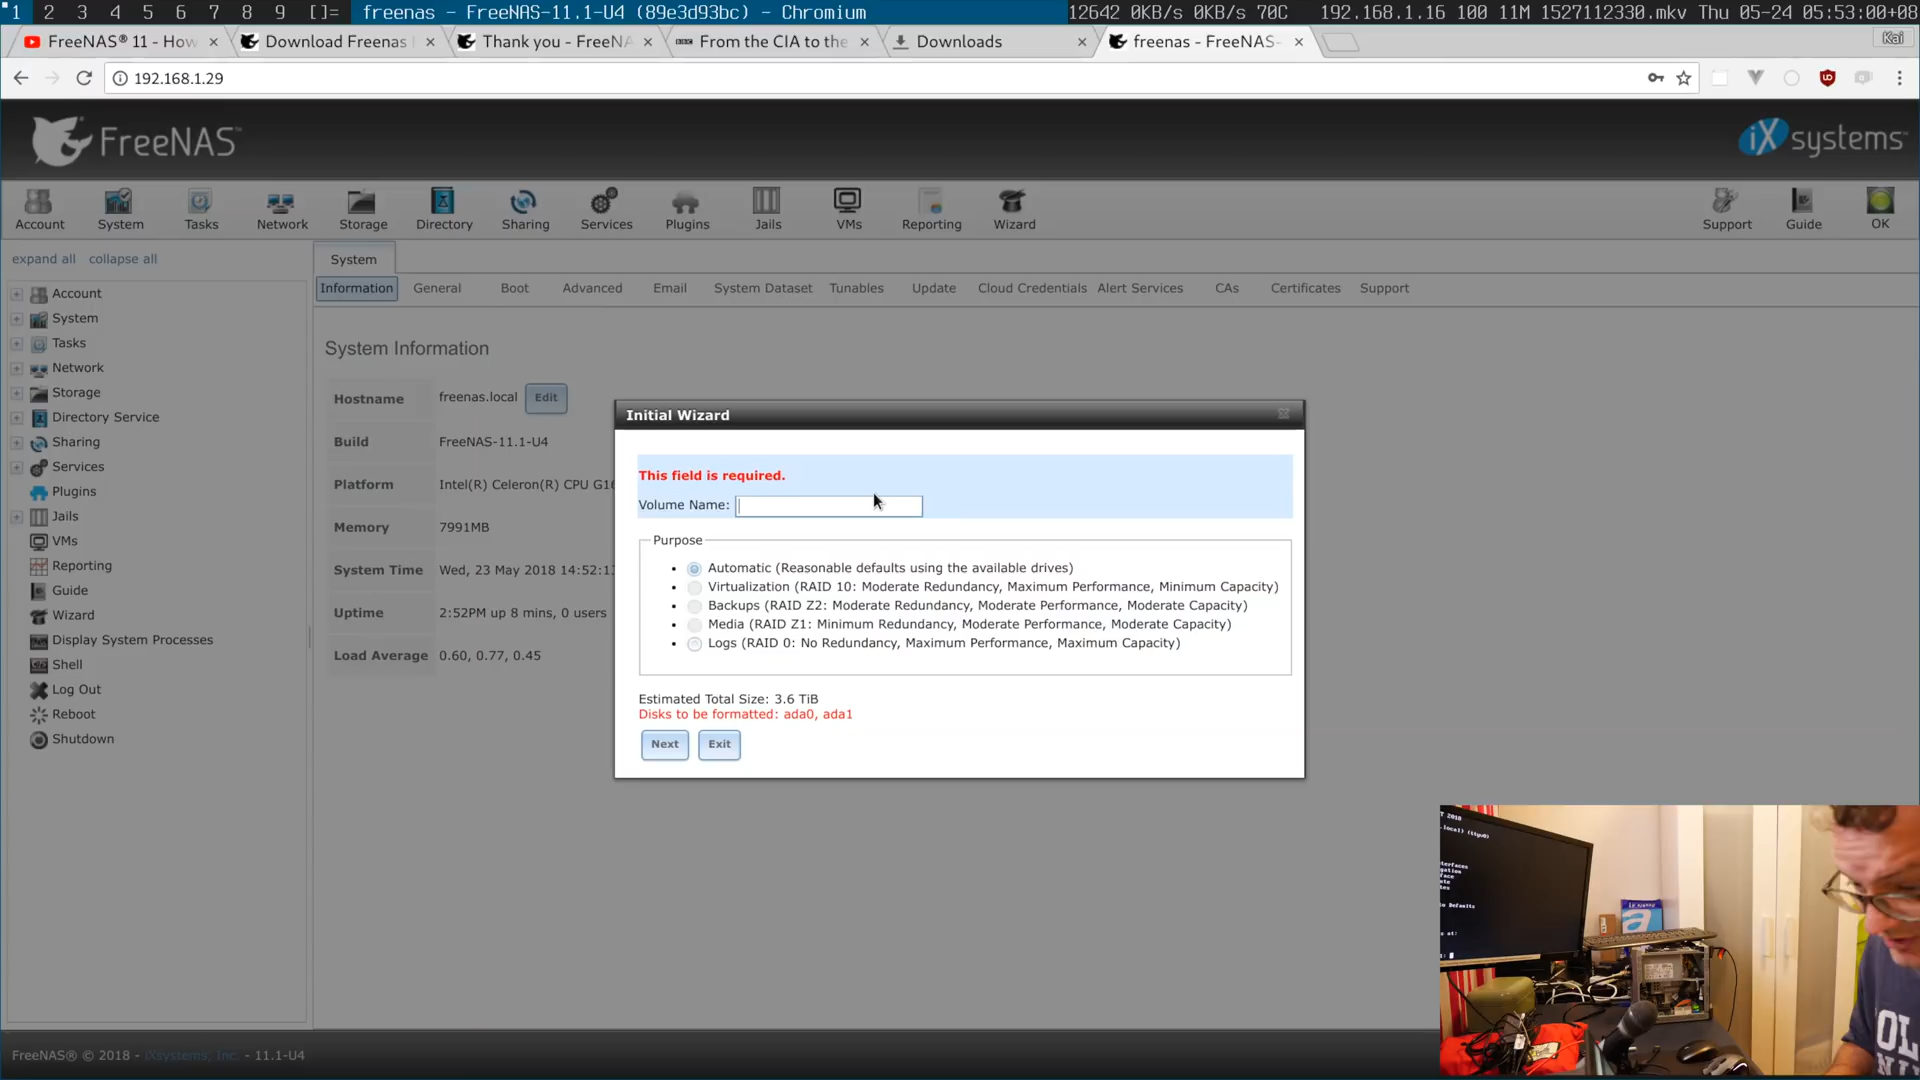 1 2 3 4 5 6 7 8 9 []= freenas - FreeNAS-11.1-U4 (89e3d93bc) - Chromium 12642 0KB/s 0KB/s 70C 192.168.1.16 100 11M 1527112330.mkv Thu 05-24 05:53:00+08
FreeNAS® 11 - How Download Freenas Thank you - FreeNA From the CIA to the Downloads freenas - FreeNAS- Kai
192.168.1.29
FreeNAS™ iXsystems™
Account System Tasks Network Storage Directory Sharing Services Plugins Jails VMs Reporting Wizard Support Guide OK
expand all collapse all
System
Information General Boot Advanced Email System Dataset Tunables Update Cloud Credentials Alert Services CAs Certificates Support
Account
System
Tasks
Network
Storage
Directory Service
Sharing
Services
Plugins
Jails
VMs
Reporting
Guide
Wizard
Display System Processes
Shell
Log Out
Reboot
Shutdown
System Information
Hostname freenas.local Edit
Build FreeNAS-11.1-U4
Platform Intel(R) Celeron(R) CPU
Memory 7991MB
System Time Wed, 23 May 2018 14:52:1
Uptime 2:52PM up 8 mins, 0 users
Load Average 0.60, 0.77, 0.45
Initial Wizard
This field is required.
Volume Name:
Purpose
Automatic (Reasonable defaults using the available drives)
Virtualization (RAID 10: Moderate Redundancy, Maximum Performance, Minimum Capacity)
Backups (RAID Z2: Moderate Redundancy, Moderate Performance, Moderate Capacity)
Media (RAID Z1: Minimum Redundancy, Moderate Performance, Moderate Capacity)
Logs (RAID 0: No Redundancy, Maximum Performance, Maximum Capacity)
Estimated Total Size: 3.6 TiB
Disks to be formatted: ada0, ada1
Next Exit
FreeNAS® © 2018 - iXsystems, Inc. - 11.1-U4
T 2018